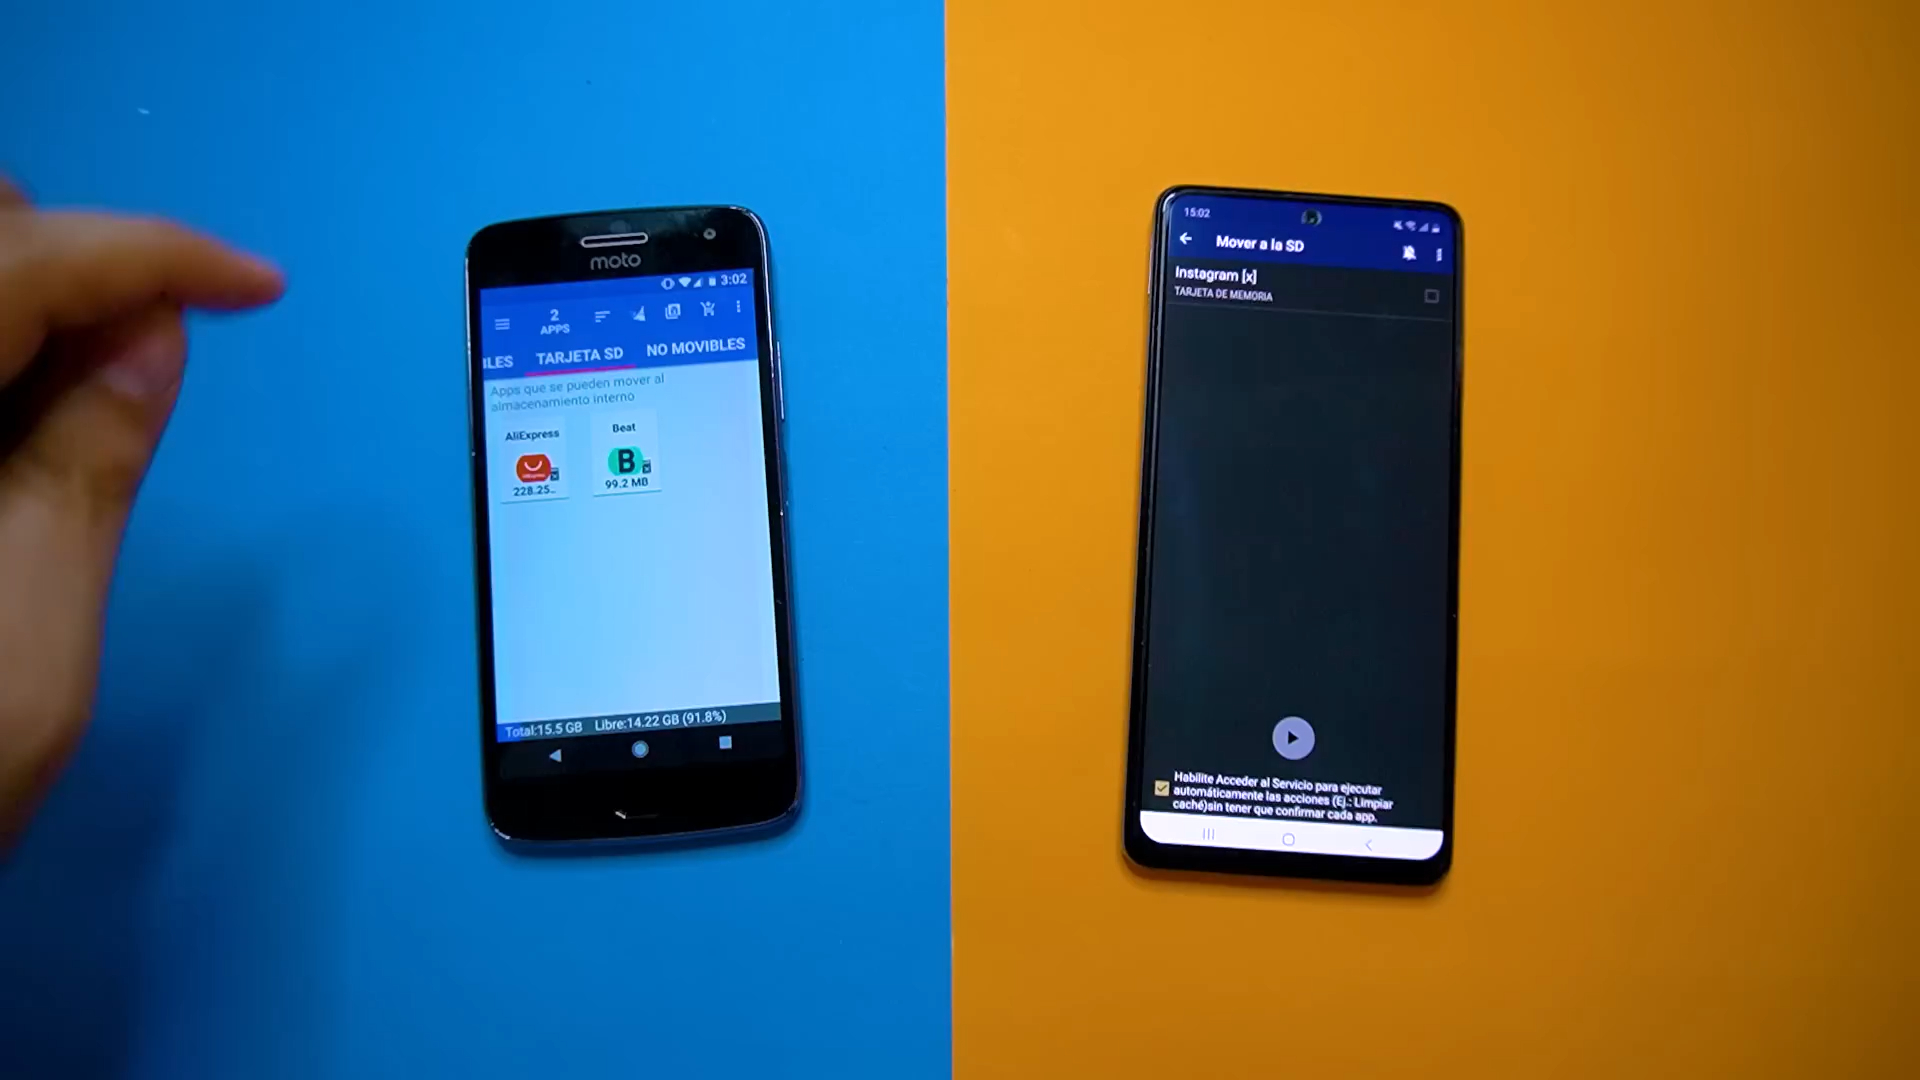 moto
3:02
2
APPS
TARJETA SD
NO MOVIBLES
Apps que se pueden mover al
almacenamiento interno
AliExpress
Beat
B
228.25..
99.2 MB
Total:15.5 GB Libre:14.22 GB (91.8%)
15:02
Mover a la SD
Instagram [x]
TARJETA DE MEMORIA
Habilite Acceder al Servicio para ejecutar
automáticamente las acciones (Ej.: Limpiar
caché)sin tener que confirmar cada app.